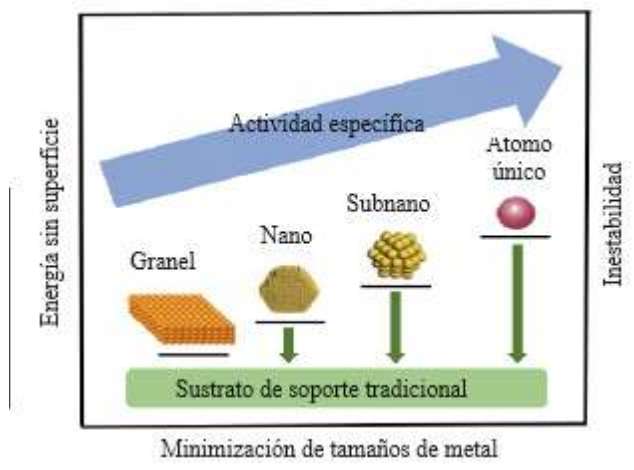 Actividad específica
Átomo
único
Subnano
Nano
Granel
Energía sin superficie
Inestabilidad
Sustrato de soporte tradicional
Minimización de tamaños de metal